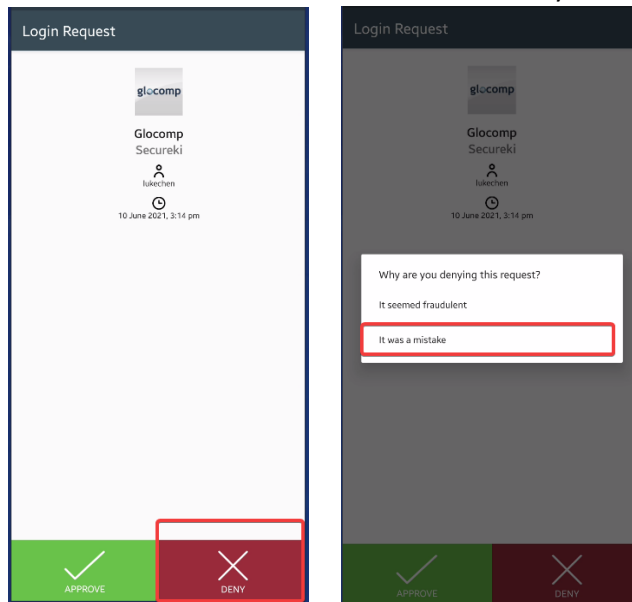 Login Request
glocomp
Glocomp
Secureki
lukechen
10 June 2021, 3:14 pm
APPROVE
DENY
Login Request
glocomp
Glocomp
Secureki
lukechen
10 June 2021, 3:14 pm
Why are you denying this request?
It seemed fraudulent
It was a mistake
APPROVE
DENY